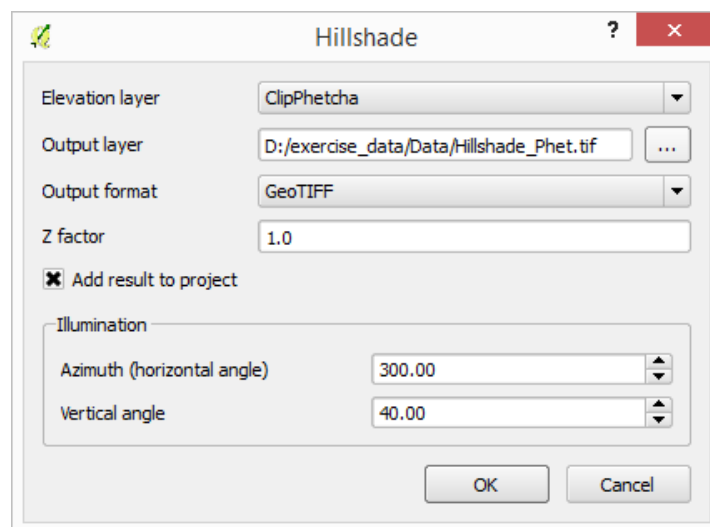 Hillshade ?
Elevation layer ClipPhetcha
Output layer D:/exercise_data/Data/Hillshade_Phet.tif ...
Output format GeoTIFF
Z factor 1.0
Add result to project
Illumination
Azimuth (horizontal angle) 300.00
Vertical angle 40.00
OK Cancel